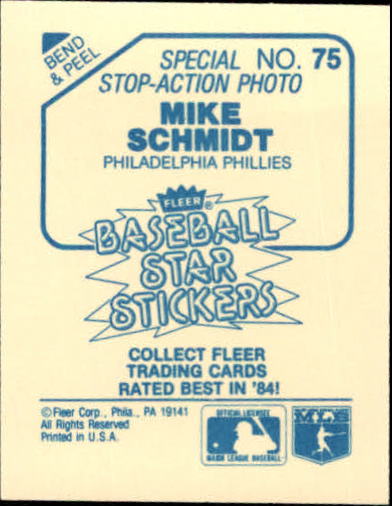 BEND
& PEEL
SPECIAL NO. 75
STOP-ACTION PHOTO
MIKE
SCHMIDT
PHILADELPHIA PHILLIES
FLEER®
BASEBALL
STAR
STICKERS
COLLECT FLEER
TRADING CARDS
RATED BEST IN '84!
© Fleer Corp., Phila., PA 19141
All Rights Reserved
Printed in U.S.A.
OFFICIAL LICENSEE
MAJOR LEAGUE BASEBALL